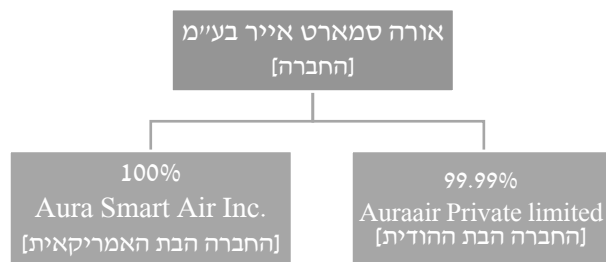 אורה סמארט אייר בע״מ
[החברה]
100%
Aura Smart Air Inc.
[החברה הבת האמריקאית]
99.99%
Auraair Private limited
[החברה הבת ההודית]